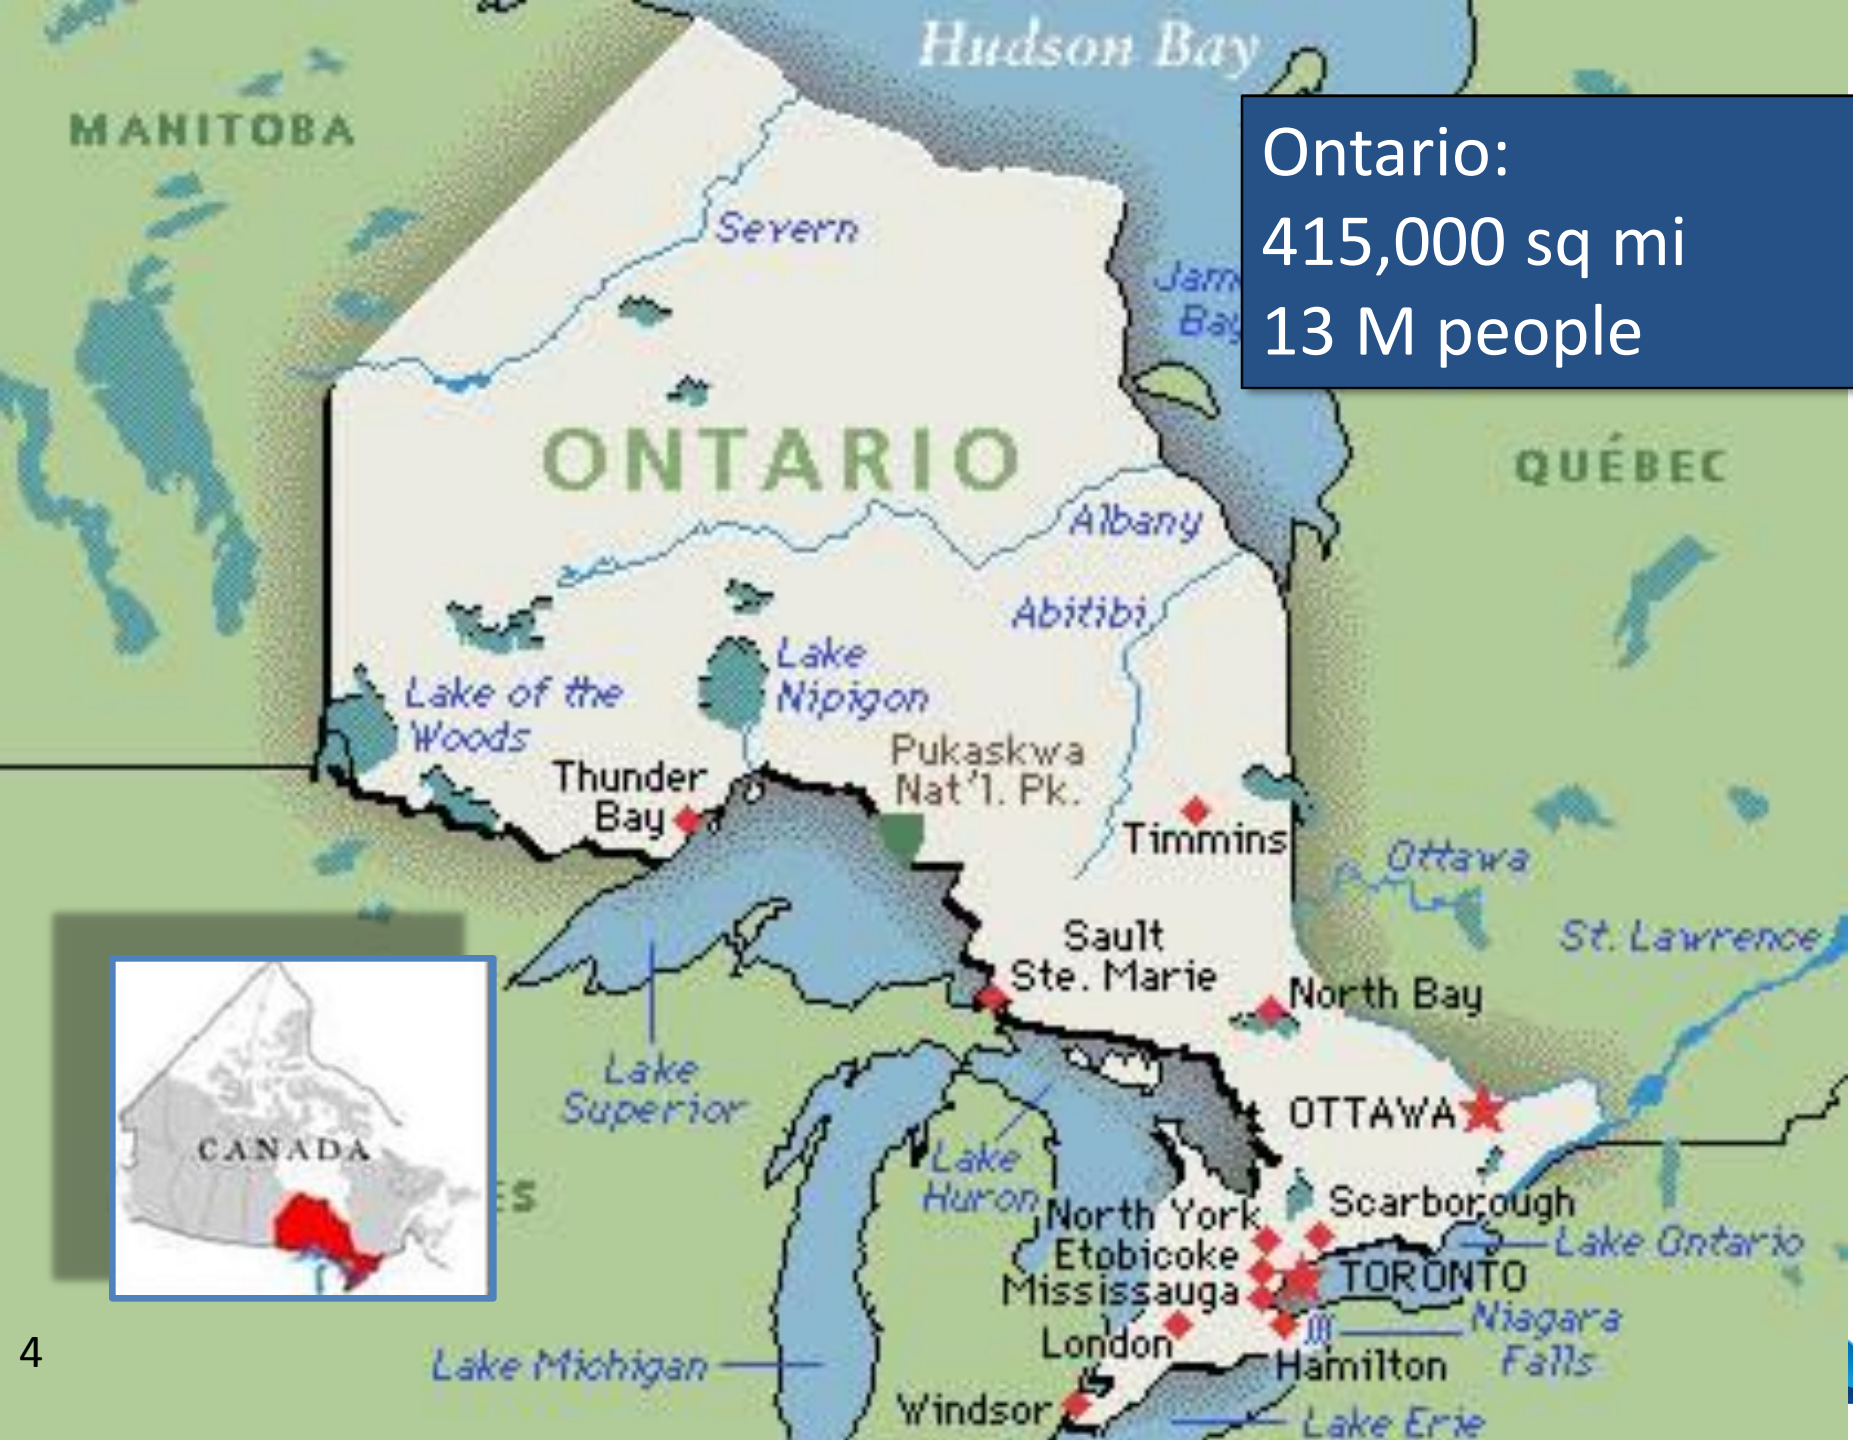 Hudson Bay
MANITOBA
Ontario:
415,000 sq mi
13 M people
Severn
Bay
ONTARIO
QUÉBEC
Albany
Abitibi
Lake
Nipigon
Lake of the
Woods
Pukaskwa
Nat'l. Pk.
Thunder
Bay
Timmins
Ottawa
St. Lawrence
Sault
Ste. Marie
North Bay
Lake
Superior
OTTAWA
CANADA
Lake
Huron
North York
Scarborough
Etobicoke
Lake Ontario
Mississauga
TORONTO
Niagara
Falls
London
Hamilton
Lake Michigan
Windsor
Lake Erie
4